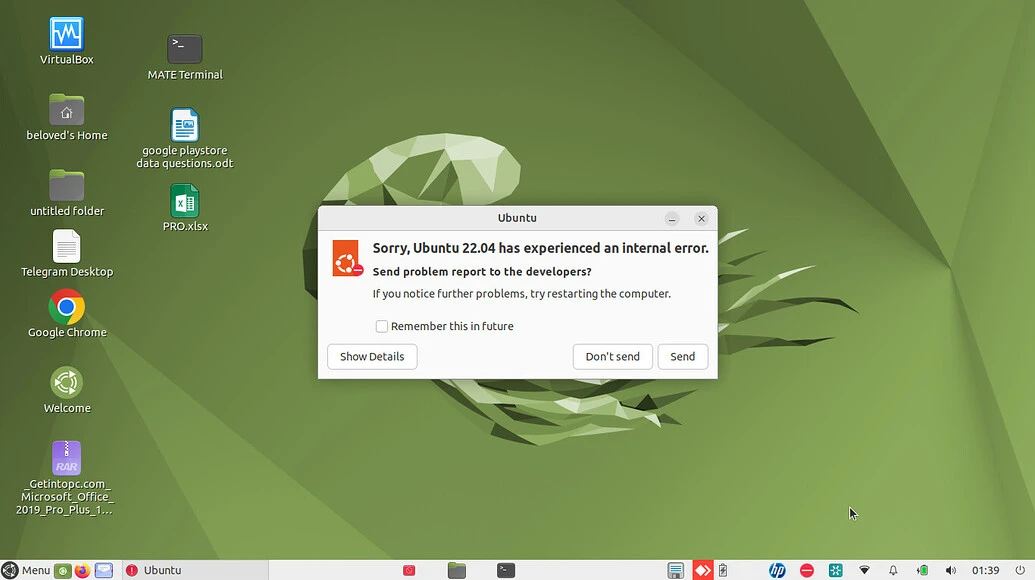 VirtualBox
beloved's Home
untitled folder
Telegram Desktop
Google Chrome
Welcome
RAR
_Getintopc.com_
Microsoft_Office_
2019_Pro_Plus_1...
>_
MATE Terminal
google playstore
data questions.odt
X
PRO.xlsx
Ubuntu
Sorry, Ubuntu 22.04 has experienced an internal error.
Send problem report to the developers?
If you notice further problems, try restarting the computer.
Remember this in future
Show Details
Don't send
Send
Menu
Ubuntu
hp
01:39